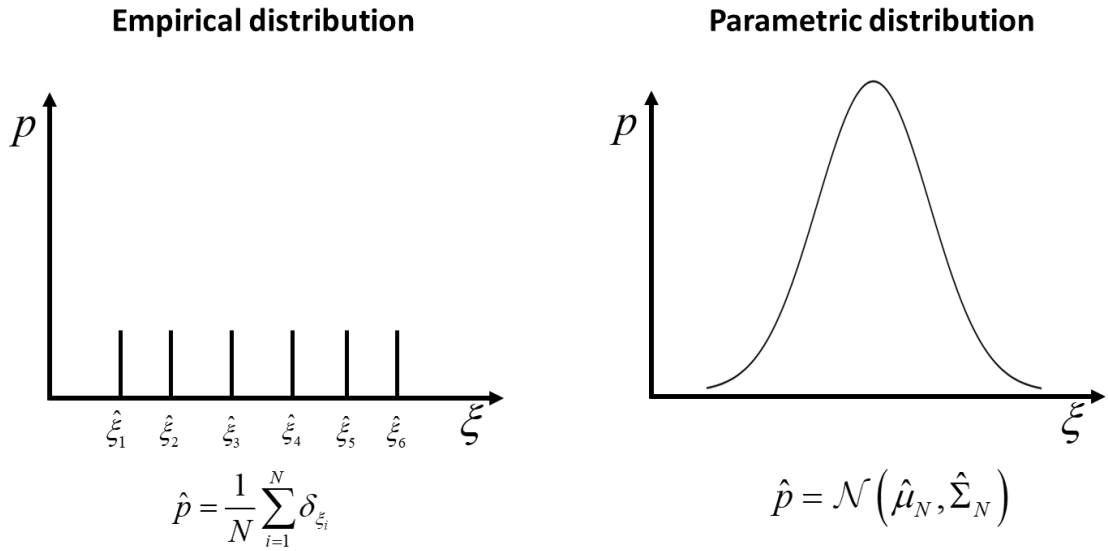 Empirical distribution
p
ξ̂₁ ξ̂₂ ξ̂₃ ξ̂₄ ξ̂₅ ξ̂₆ ξ
p̂ = 1/N ∑_{i=1}^{N} δ_{ξᵢ}
Parametric distribution
p
ξ
p̂ = 𝒩(μ̂_N, Σ̂_N)